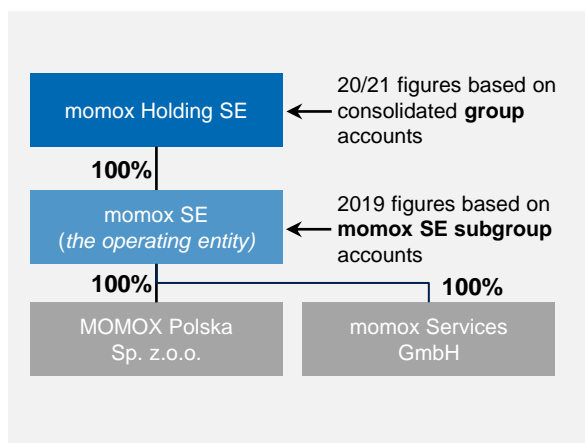 momox Holding SE
20/21 figures based on
consolidated group
accounts
100%
momox SE
(the operating entity)
2019 figures based on
momox SE subgroup
accounts
100%
100%
MOMOX Polska
Sp. z.o.o.
momox Services
GmbH